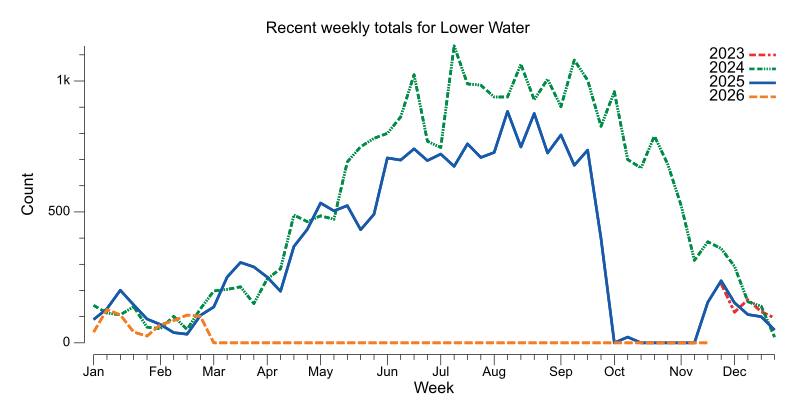 Recent weekly totals for Lower Water
2023
2024
2025
2026
1k
500
0
Count
Jan Feb Mar Apr May Jun Jul Aug Sep Oct Nov Dec
Week